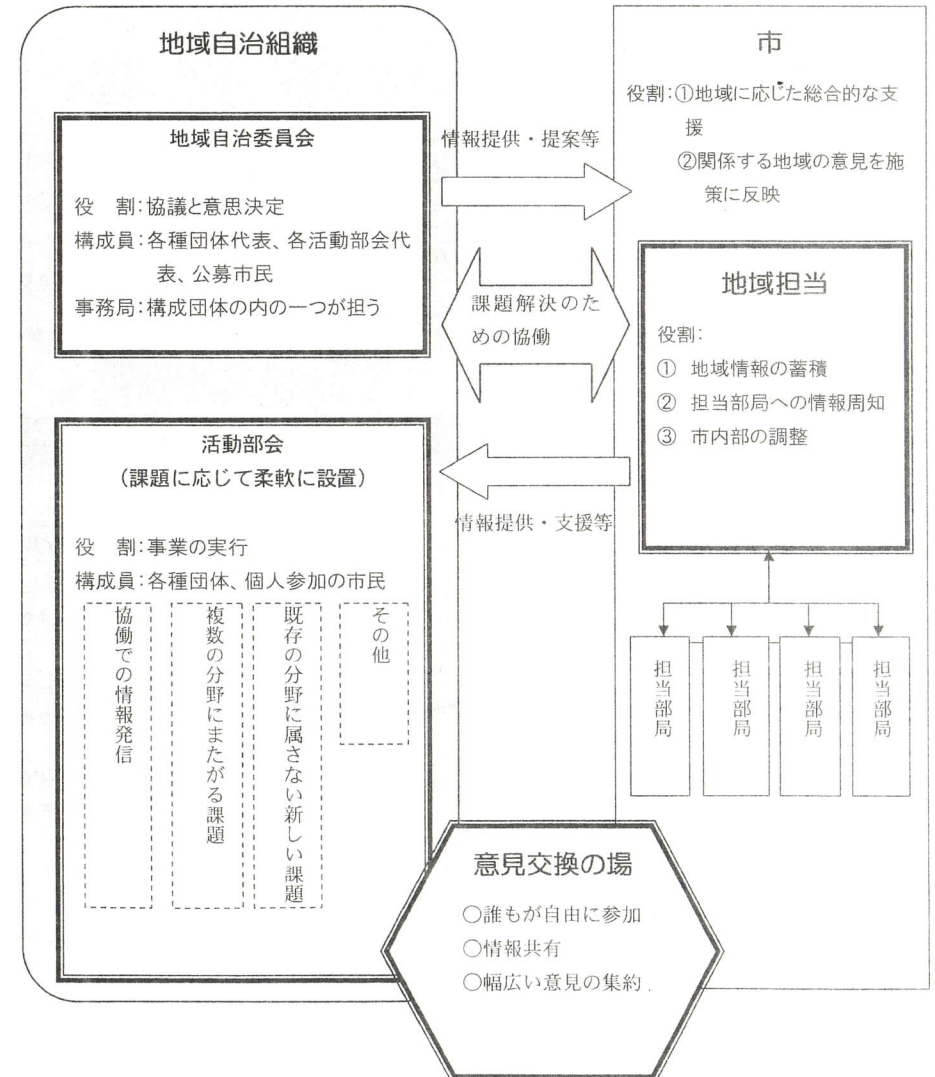 地域自治組織
地域自治委員会
役　割：協議と意思決定
構成員：各種団体代表、各活動部会代
表、公募市民
事務局：構成団体の内の一つが担う
活動部会
（課題に応じて柔軟に設置）
役　割：事業の実行
構成員：各種団体、個人参加の市民
協働での情報発信
複数の分野にまたがる課題
既存の分野に属さない新しい課題
その他
情報提供・提案等
課題解決のた
めの協働
情報提供・支援等
市
役割：①地域に応じた総合的な支
援
②関係する地域の意見を施
策に反映
地域担当
役割：
① 地域情報の蓄積
② 担当部局への情報周知
③ 市内部の調整
担当部局
担当部局
担当部局
担当部局
意見交換の場
○誰もが自由に参加
○情報共有
○幅広い意見の集約